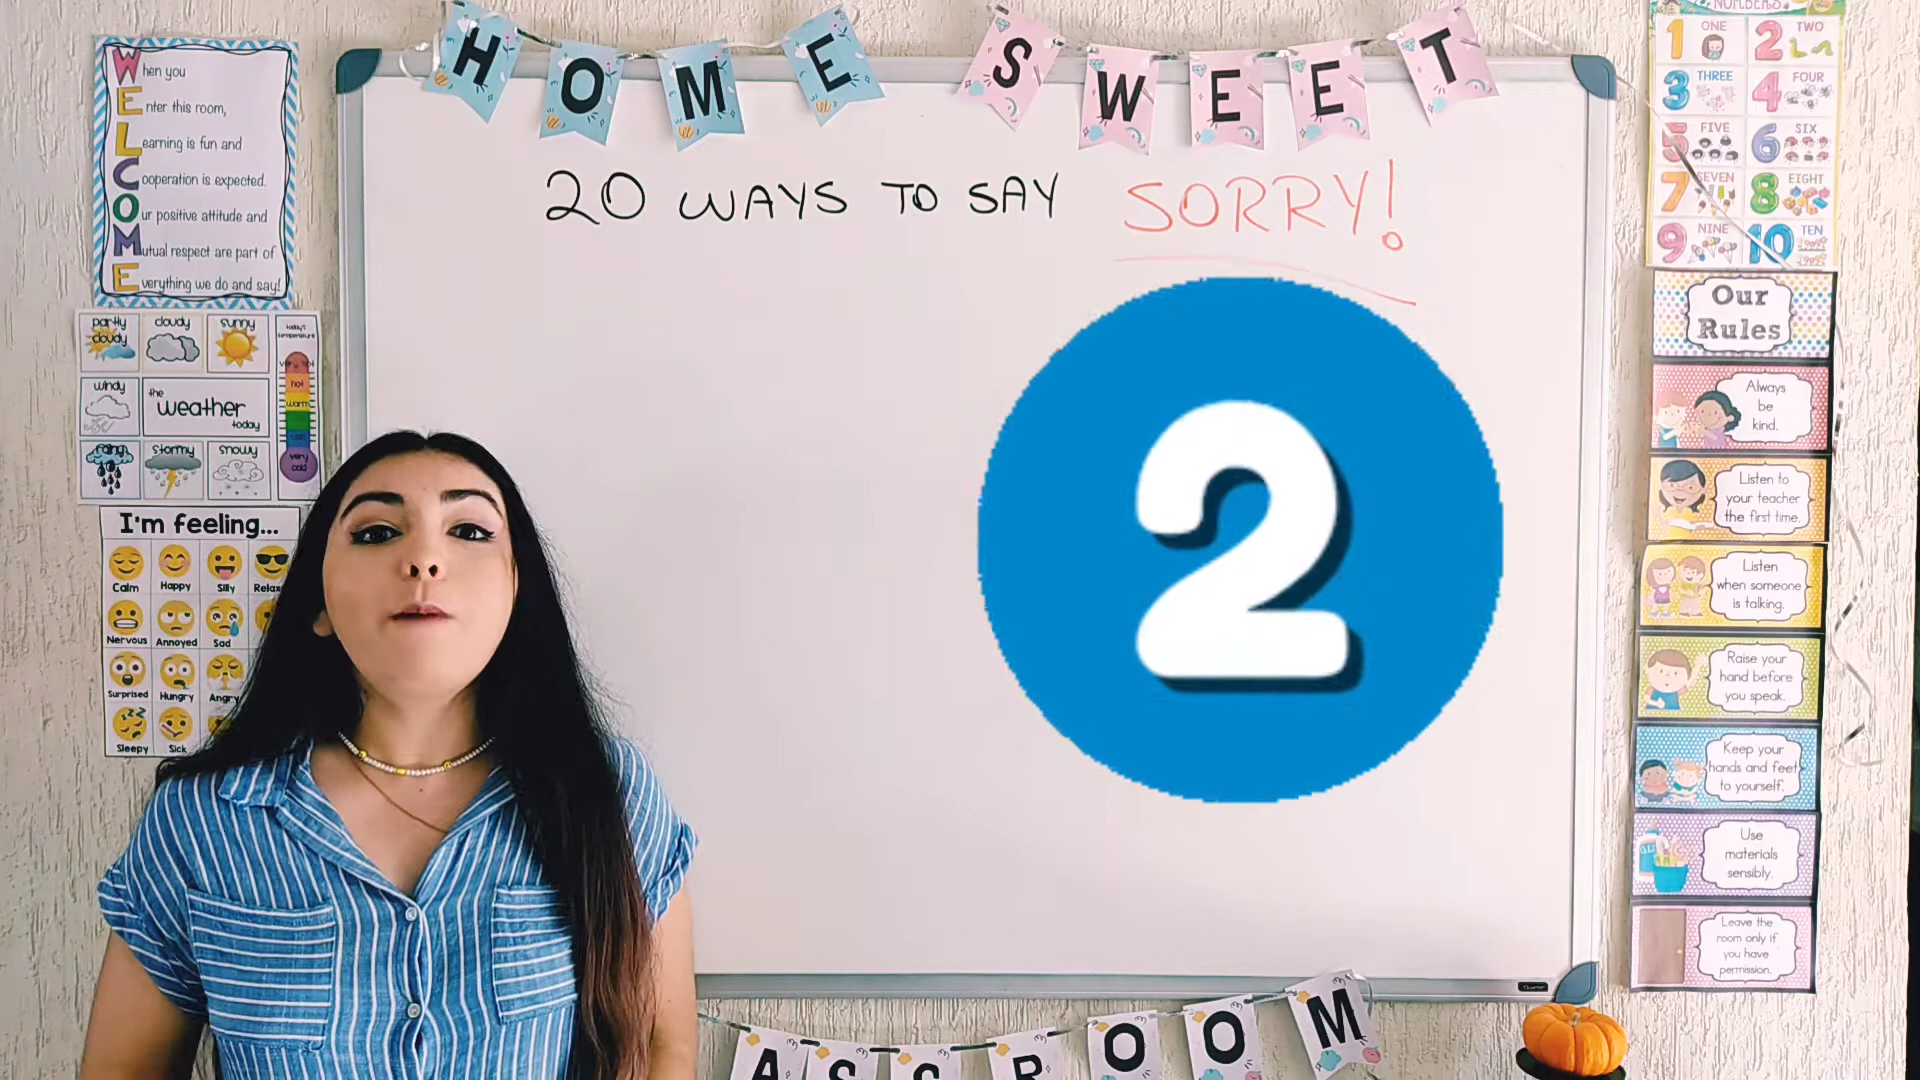 HOME SWEET
20 WAYS TO SAY SORRY!
2
WELCOME
When you
Enter this room,
Learning is fun and
Cooperation is expected.
Our positive attitude and
Mutual respect are part of
Everything we do and say!
partly cloudy
cloudy
sunny
today's temperature
windy
the weather today
hot
warm
very cold
rainy
stormy
snowy
I'm feeling...
Calm Happy Silly
Nervous Annoyed Sad
Surprised Hungry Angry
Sleepy Sick
NUMBERS
1 ONE 2 TWO
3 THREE 4 FOUR
5 FIVE 6 SIX
7 SEVEN 8 EIGHT
9 NINE 10 TEN
Our
Rules
Always
be
kind.
Listen to
your teacher
the first time.
Listen
when someone
is talking.
Raise your
hand before
you speak.
Keep your
hands and feet
to yourself.
Use
materials
sensibly.
Leave the
room only if
you have
permission.
ASSROOM